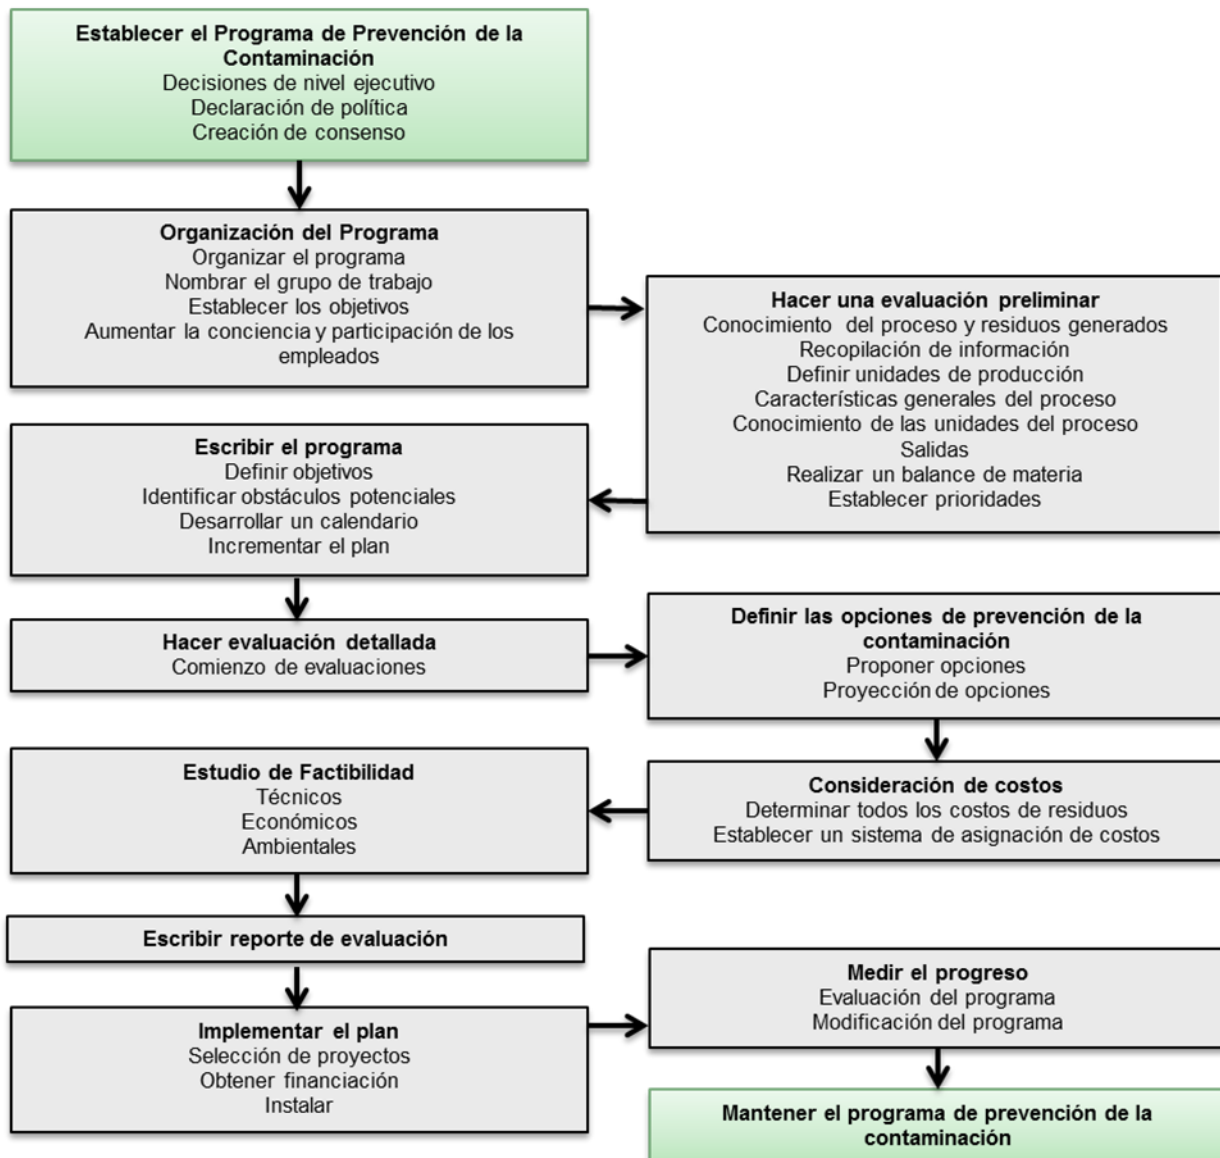 Establecer el Programa de Prevención de la
Contaminación
Decisiones de nivel ejecutivo
Declaración de política
Creación de consenso
Organización del Programa
Organizar el programa
Nombrar el grupo de trabajo
Establecer los objetivos
Aumentar la conciencia y participación de los
empleados
Hacer una evaluación preliminar
Conocimiento del proceso y residuos generados
Recopilación de información
Definir unidades de producción
Características generales del proceso
Conocimiento de las unidades del proceso
Salidas
Realizar un balance de materia
Establecer prioridades
Escribir el programa
Definir objetivos
Identificar obstáculos potenciales
Desarrollar un calendario
Incrementar el plan
Hacer evaluación detallada
Comienzo de evaluaciones
Definir las opciones de prevención de la
contaminación
Proponer opciones
Proyección de opciones
Consideración de costos
Determinar todos los costos de residuos
Establecer un sistema de asignación de costos
Estudio de Factibilidad
Técnicos
Económicos
Ambientales
Escribir reporte de evaluación
Implementar el plan
Selección de proyectos
Obtener financiación
Instalar
Medir el progreso
Evaluación del programa
Modificación del programa
Mantener el programa de prevención de la
contaminación